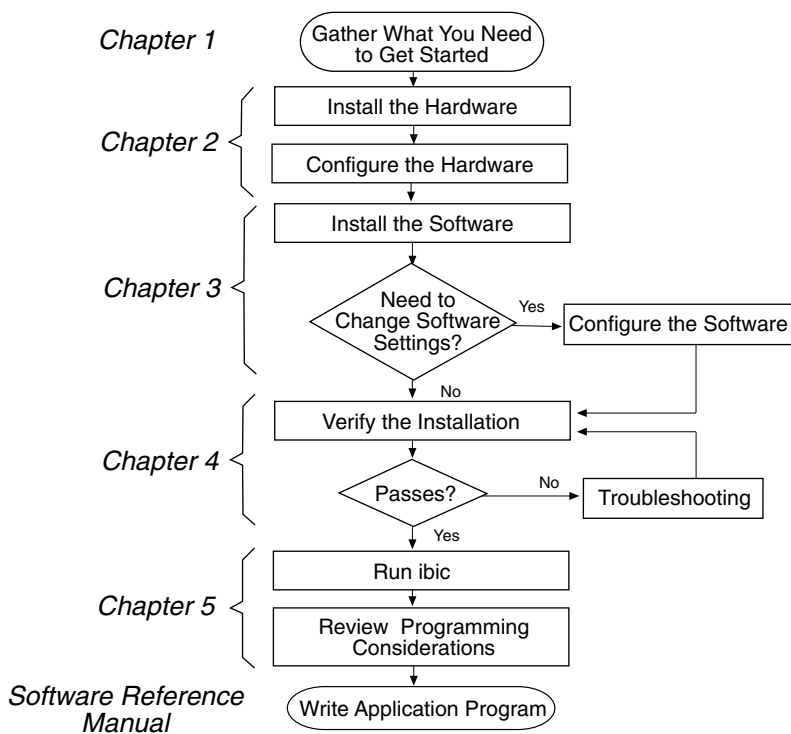 Chapter 1
Gather What You Need
to Get Started
Chapter 2
Install the Hardware
Configure the Hardware
Chapter 3
Install the Software
Need to
Change Software
Settings?
Yes
Configure the Software
No
Chapter 4
Verify the Installation
Passes?
No
Troubleshooting
Yes
Chapter 5
Run ibic
Review Programming
Considerations
Software Reference
Manual
Write Application Program